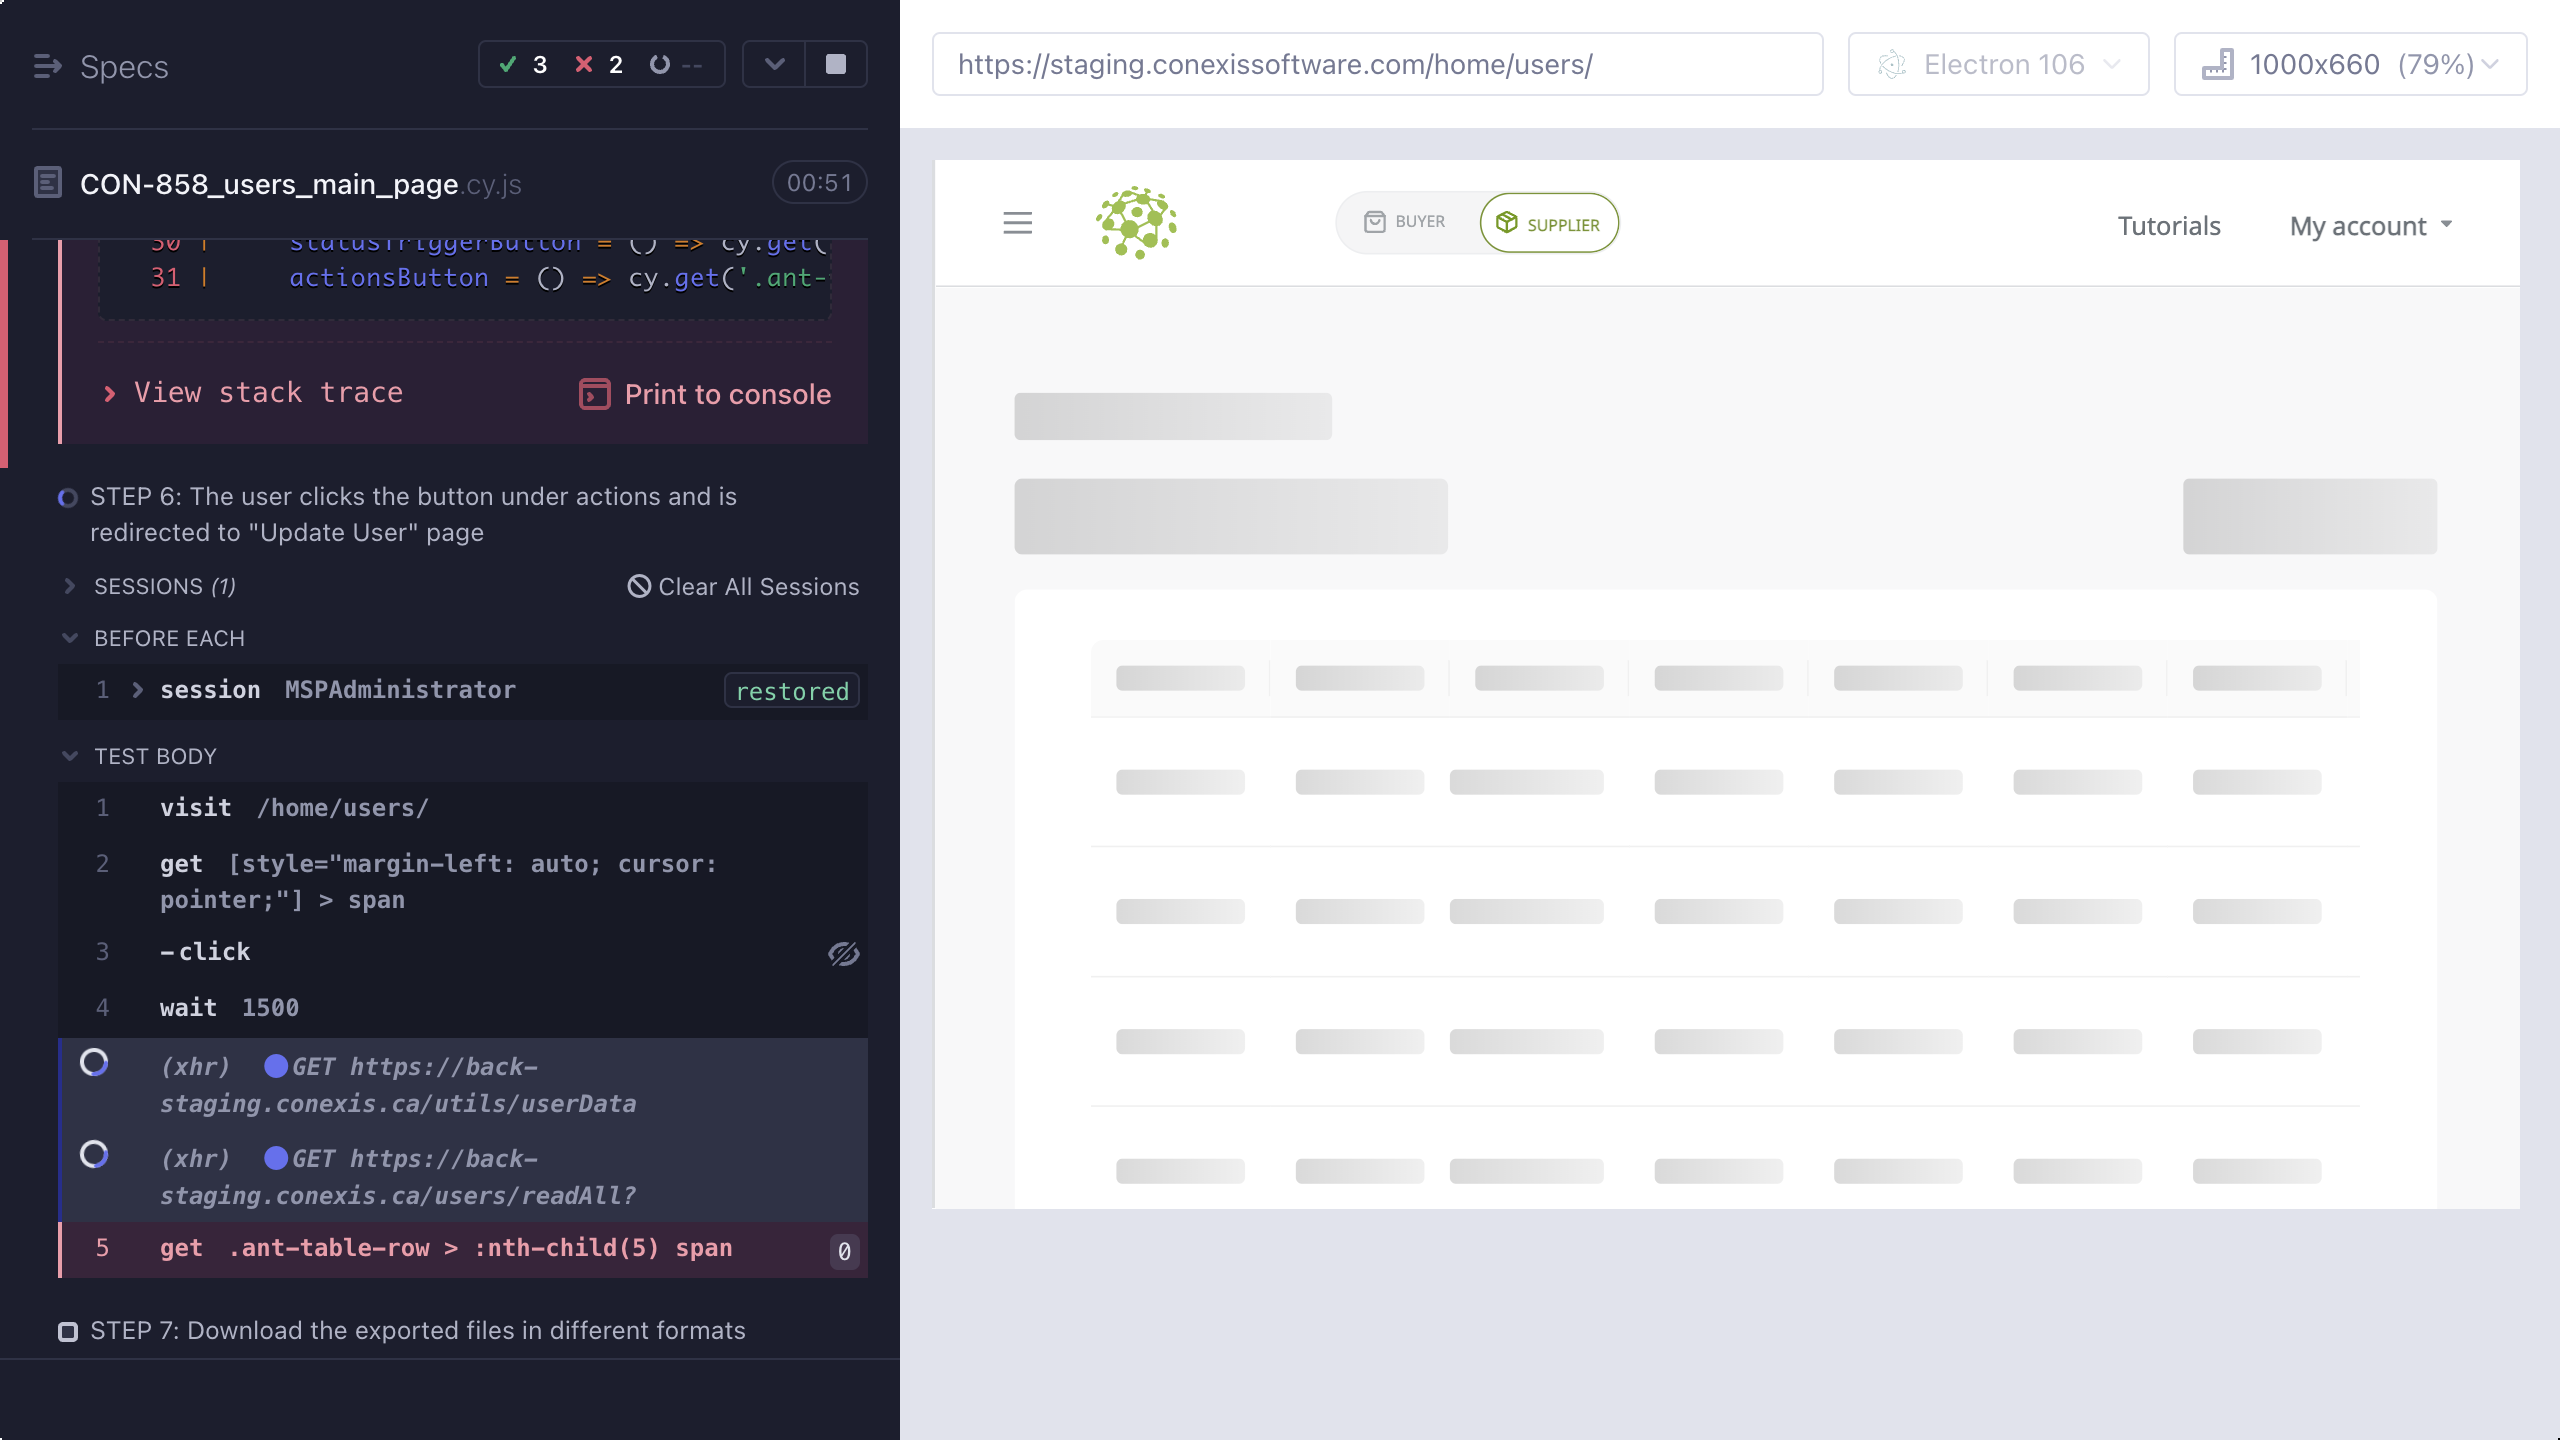 Specs
3 2 --
CON-858_users_main_page.cy.js
00:51
30 | statusTriggerButton = () => cy.get(
31 | actionsButton = () => cy.get('.ant-
View stack trace
Print to console
STEP 6: The user clicks the button under actions and is
redirected to "Update User" page
SESSIONS (1)
Clear All Sessions
BEFORE EACH
1 session MSPAdministrator restored
TEST BODY
1 visit /home/users/
2 get [style="margin-left: auto; cursor:
pointer;"] > span
3 -click
4 wait 1500
(xhr) GET https://back-
staging.conexis.ca/utils/userData
(xhr) GET https://back-
staging.conexis.ca/users/readAll?
5 get .ant-table-row > :nth-child(5) span 0
STEP 7: Download the exported files in different formats
https://staging.conexissoftware.com/home/users/
Electron 106
1000x660 (79%)
BUYER
SUPPLIER
Tutorials
My account